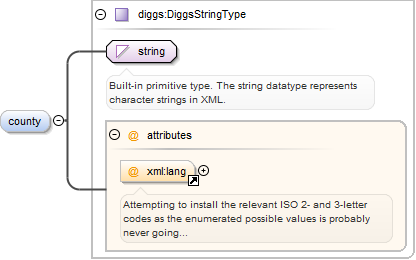 diggs:DiggsStringType
string
Built-in primitive type. The string datatype represents
character strings in XML.
county
@ attributes
@ xml:lang
Attempting to install the relevant ISO 2- and 3-letter
codes as the enumerated possible values is probably
never going...